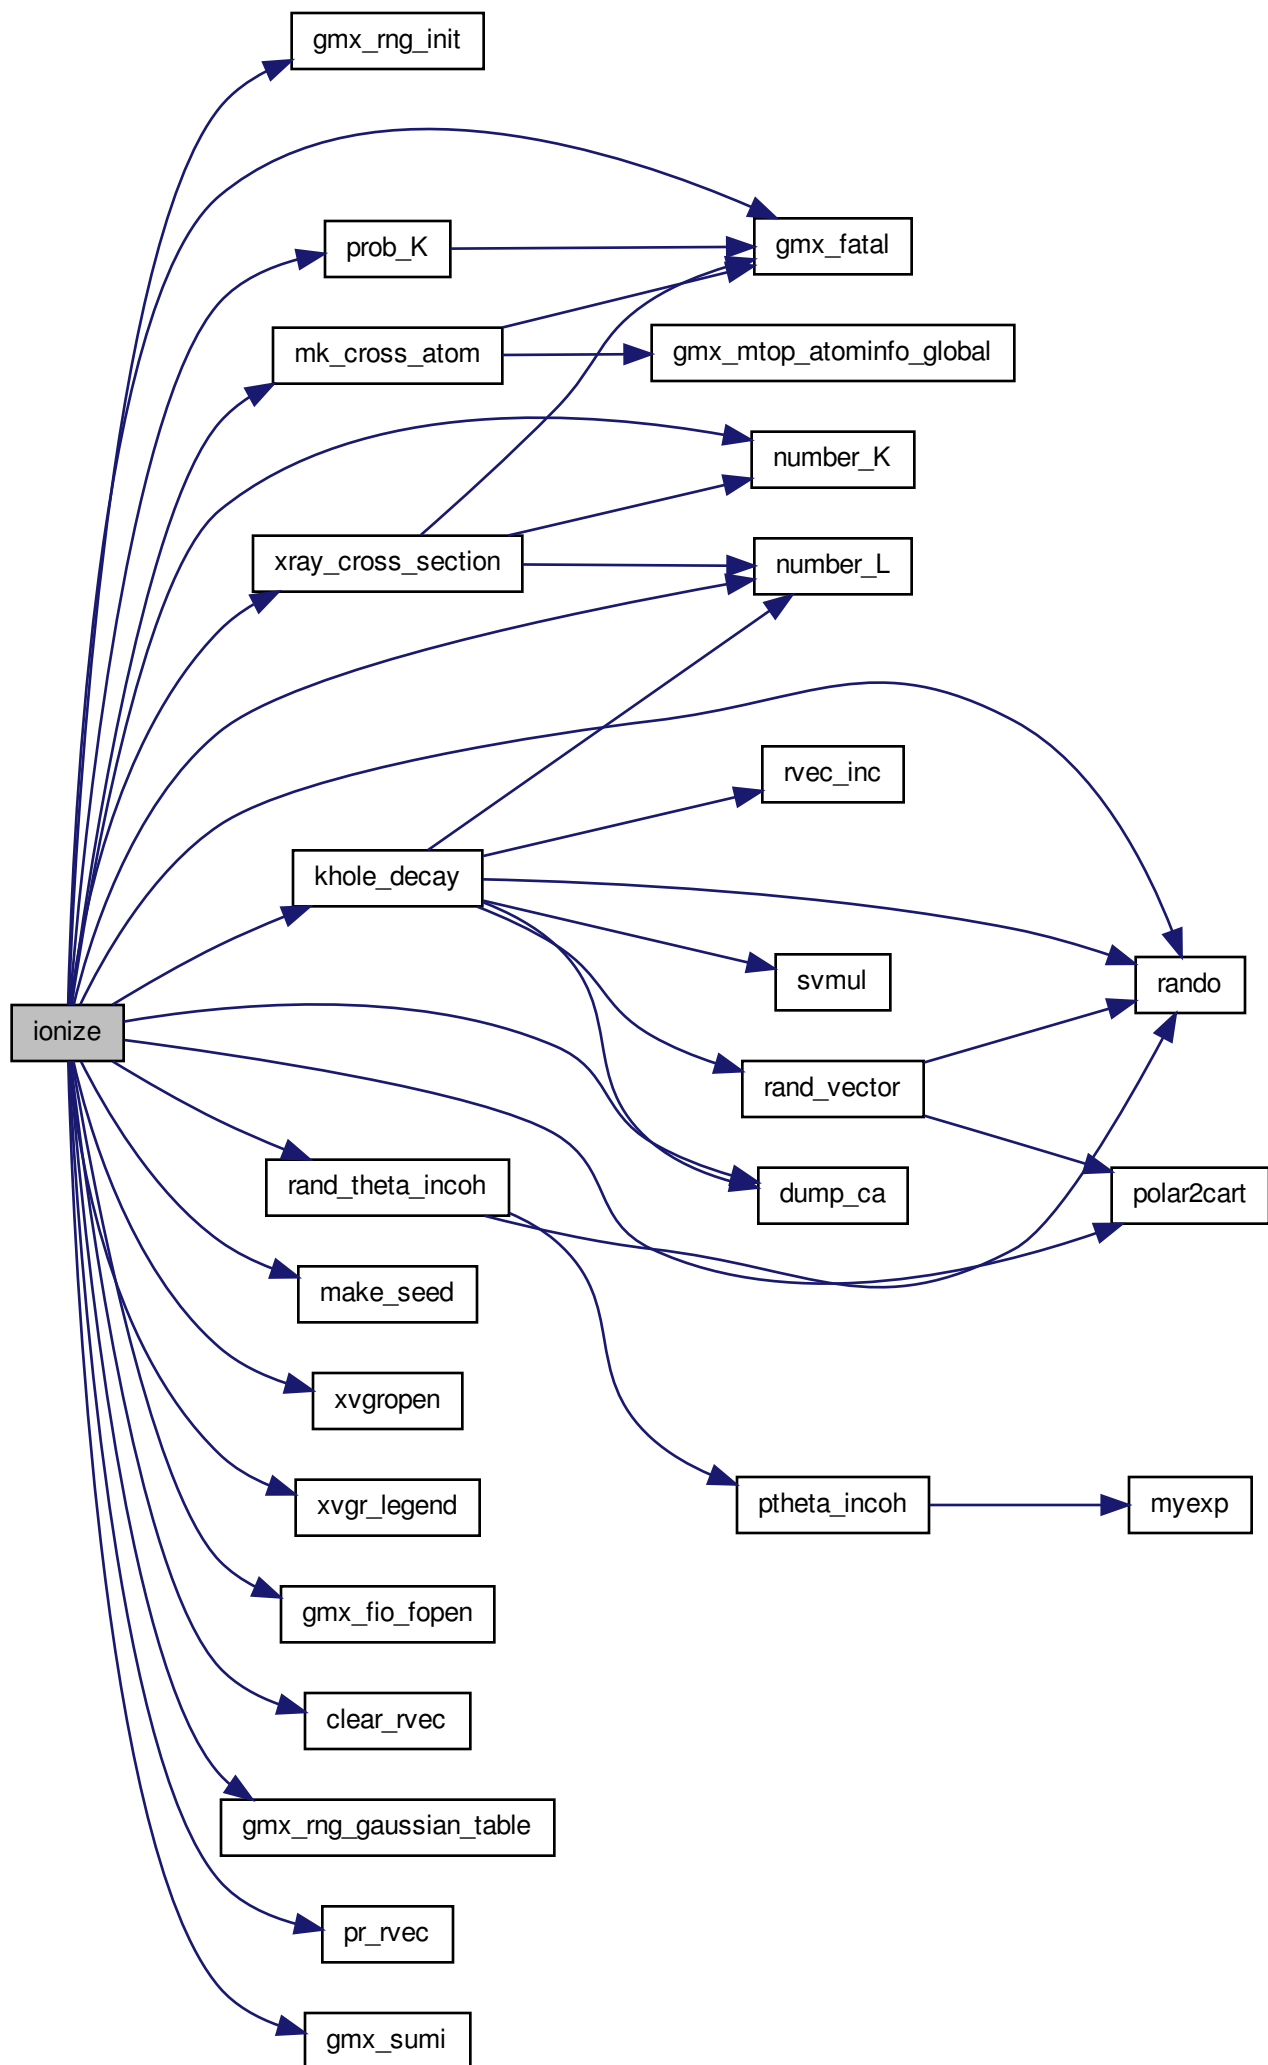 gmx_rng_init
gmx_fatal
prob_K
mk_cross_atom
gmx_mtop_atominfo_global
number_K
xray_cross_section
number_L
rvec_inc
khole_decay
svmul
rando
ionize
rand_vector
rand_theta_incoh
dump_ca
polar2cart
make_seed
xvgropen
xvgr_legend
ptheta_incoh
myexp
gmx_fio_fopen
clear_rvec
gmx_rng_gaussian_table
pr_rvec
gmx_sumi